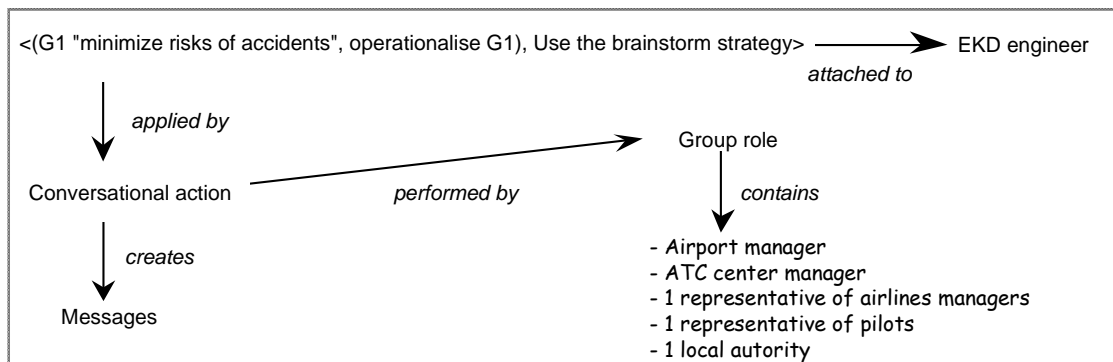 <(G1 "minimize risks of accidents", operationalise G1), Use the brainstorm strategy>
EKD engineer
attached to
applied by
Group role
Conversational action
performed by
contains
creates
- Airport manager
- ATC center manager
- 1 representative of airlines managers
- 1 representative of pilots
- 1 local autority
Messages